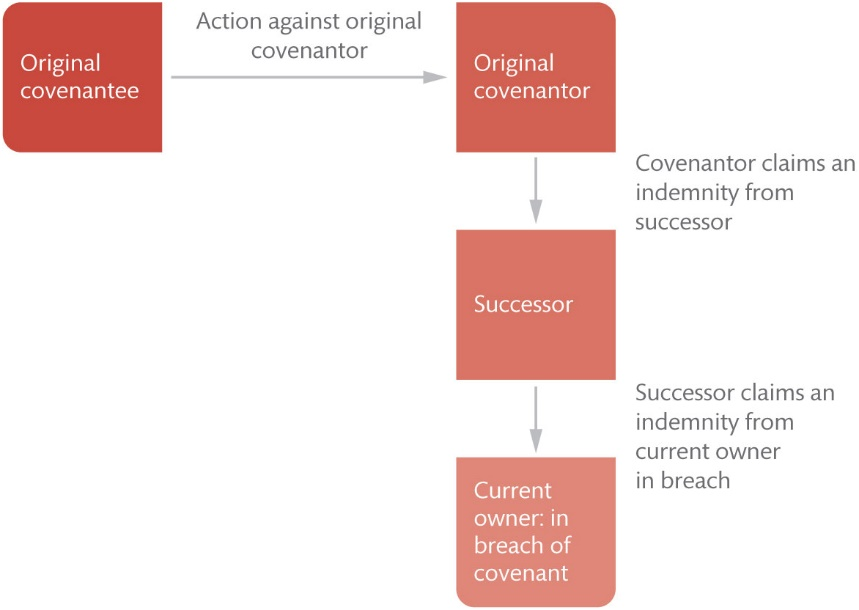 Original
covenantee
Action against original
covenantor
Original
covenantor
Covenantor claims an
indemnity from
successor
Successor
Successor claims an
indemnity from
current owner
in breach
Current
owner: in
breach of
covenant